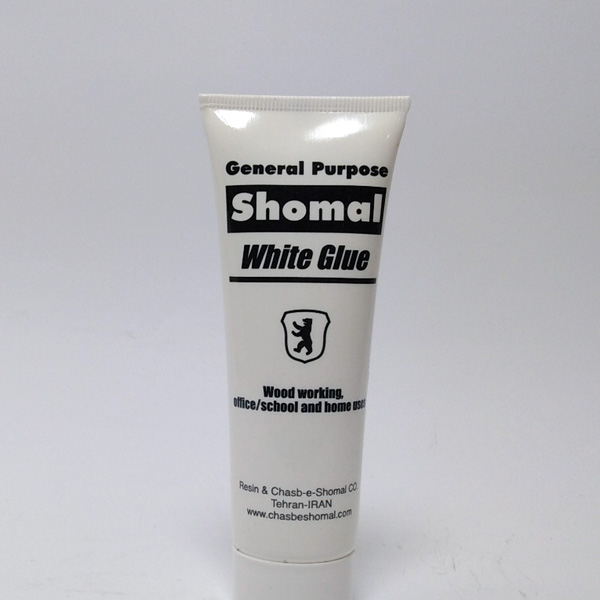 General Purpose
Shomal
White Glue
Wood working,
office/school and home uses
Resin & Chasb-e-Shomal CO.
Tehran-IRAN
www.chasbeshomal.com